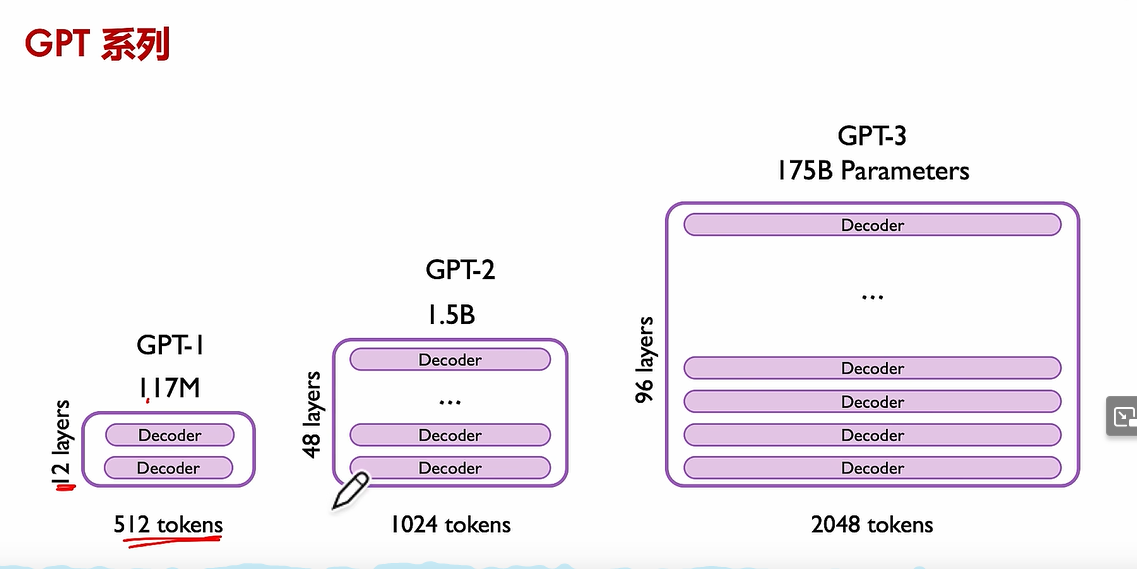 GPT 系列
GPT-1
117M
12 layers
Decoder
Decoder
512 tokens
GPT-2
1.5B
48 layers
Decoder
...
Decoder
Decoder
1024 tokens
GPT-3
175B Parameters
96 layers
Decoder
...
Decoder
Decoder
Decoder
Decoder
2048 tokens